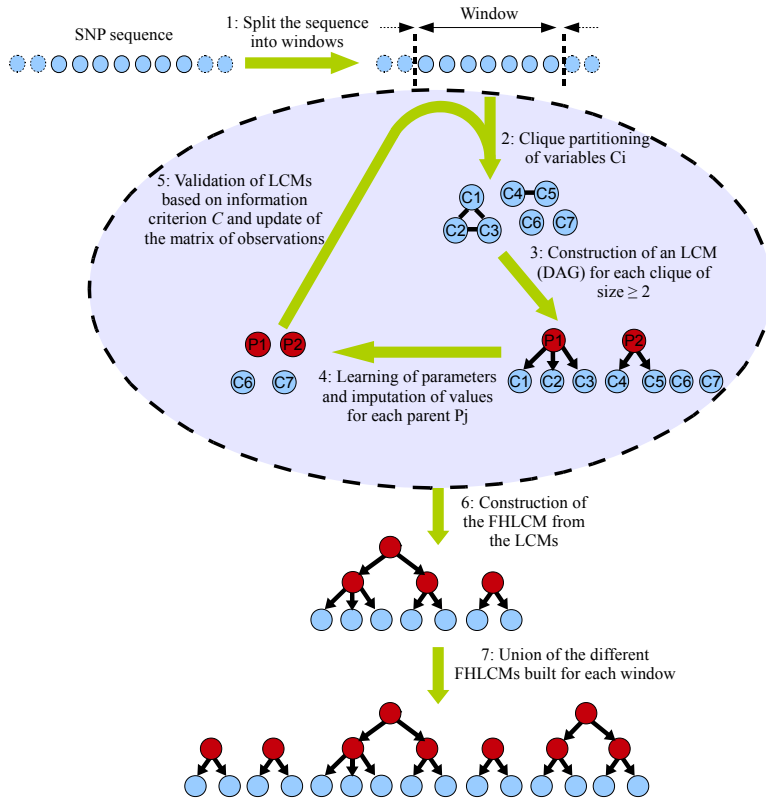 SNP sequence
1: Split the sequence
into windows
Window
2: Clique partitioning
of variables Ci
5: Validation of LCMs
based on information
criterion C and update of
the matrix of observations
C1
C4
C5
C2
C3
C6
C7
3: Construction of an LCM
(DAG) for each clique of
size ≥ 2
P1
P2
P1
P2
C6
C7
C1
C2
C3
C4
C5
C6
C7
4: Learning of parameters
and imputation of values
for each parent Pj
6: Construction of
the FHLCM from
the LCMs
7: Union of the different
FHLCMs built for each window